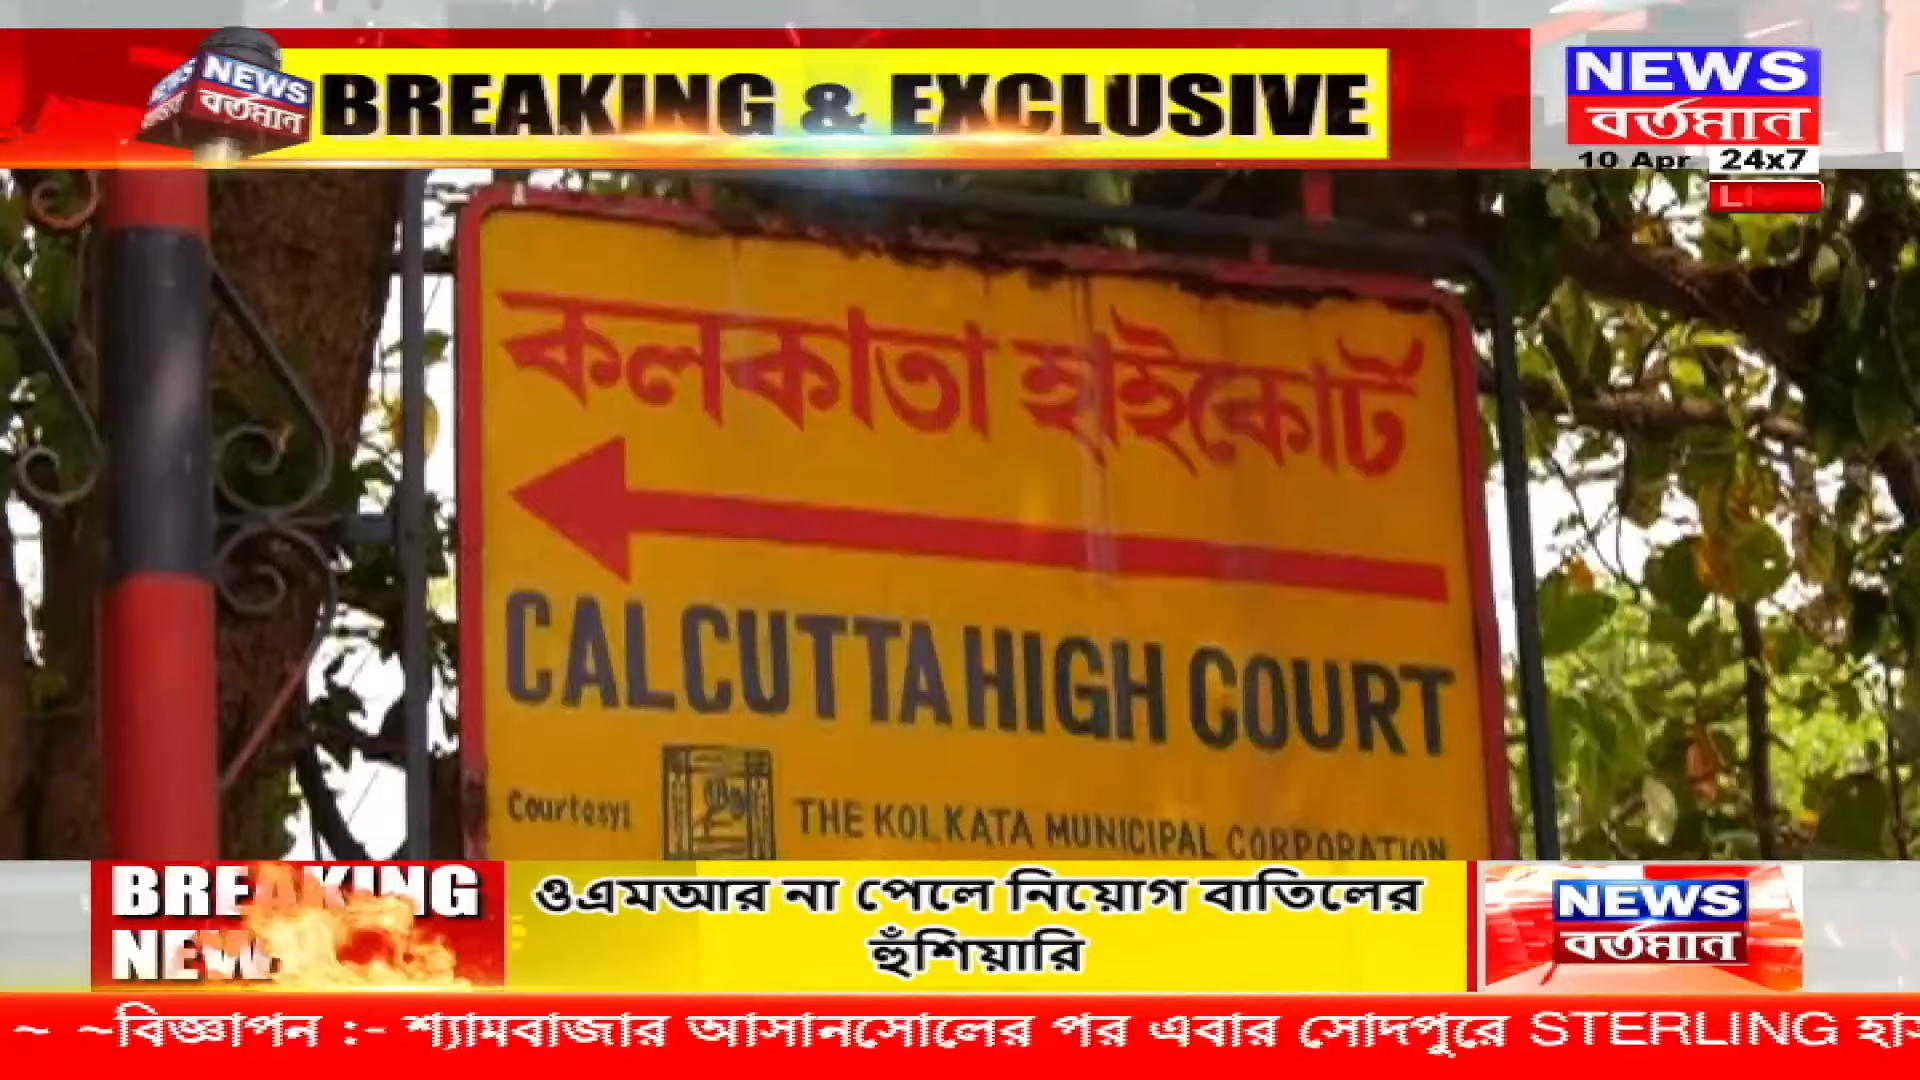 NEWS
বর্তমান
BREAKING & EXCLUSIVE
NEWS
বর্তমান
10 Apr 24x7
কলকাতা হাইকোর্ট
CALCUTTA HIGH COURT
Courtesy:
THE KOLKATA MUNICIPAL CORPORATION
BREAKING
NEWS
ওএমআর না পেলে নিয়োগ বাতিলের
হুঁশিয়ারি
NEWS
বর্তমান
~ ~বিজ্ঞাপন :- শ্যামবাজার আসানসোলের পর এবার সোদপুরে STERLING